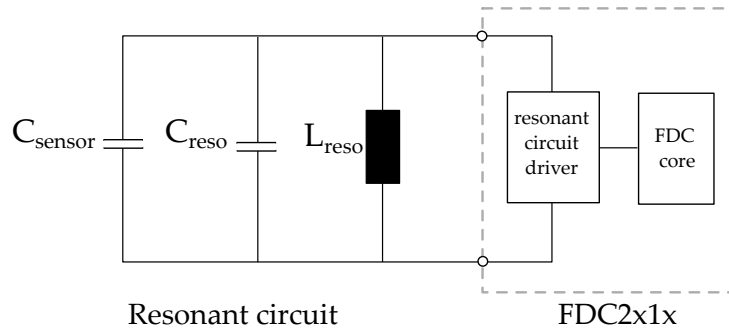 C_sensor
C_reso
L_reso
resonant
circuit
driver
FDC
core
Resonant circuit
FDC2x1x